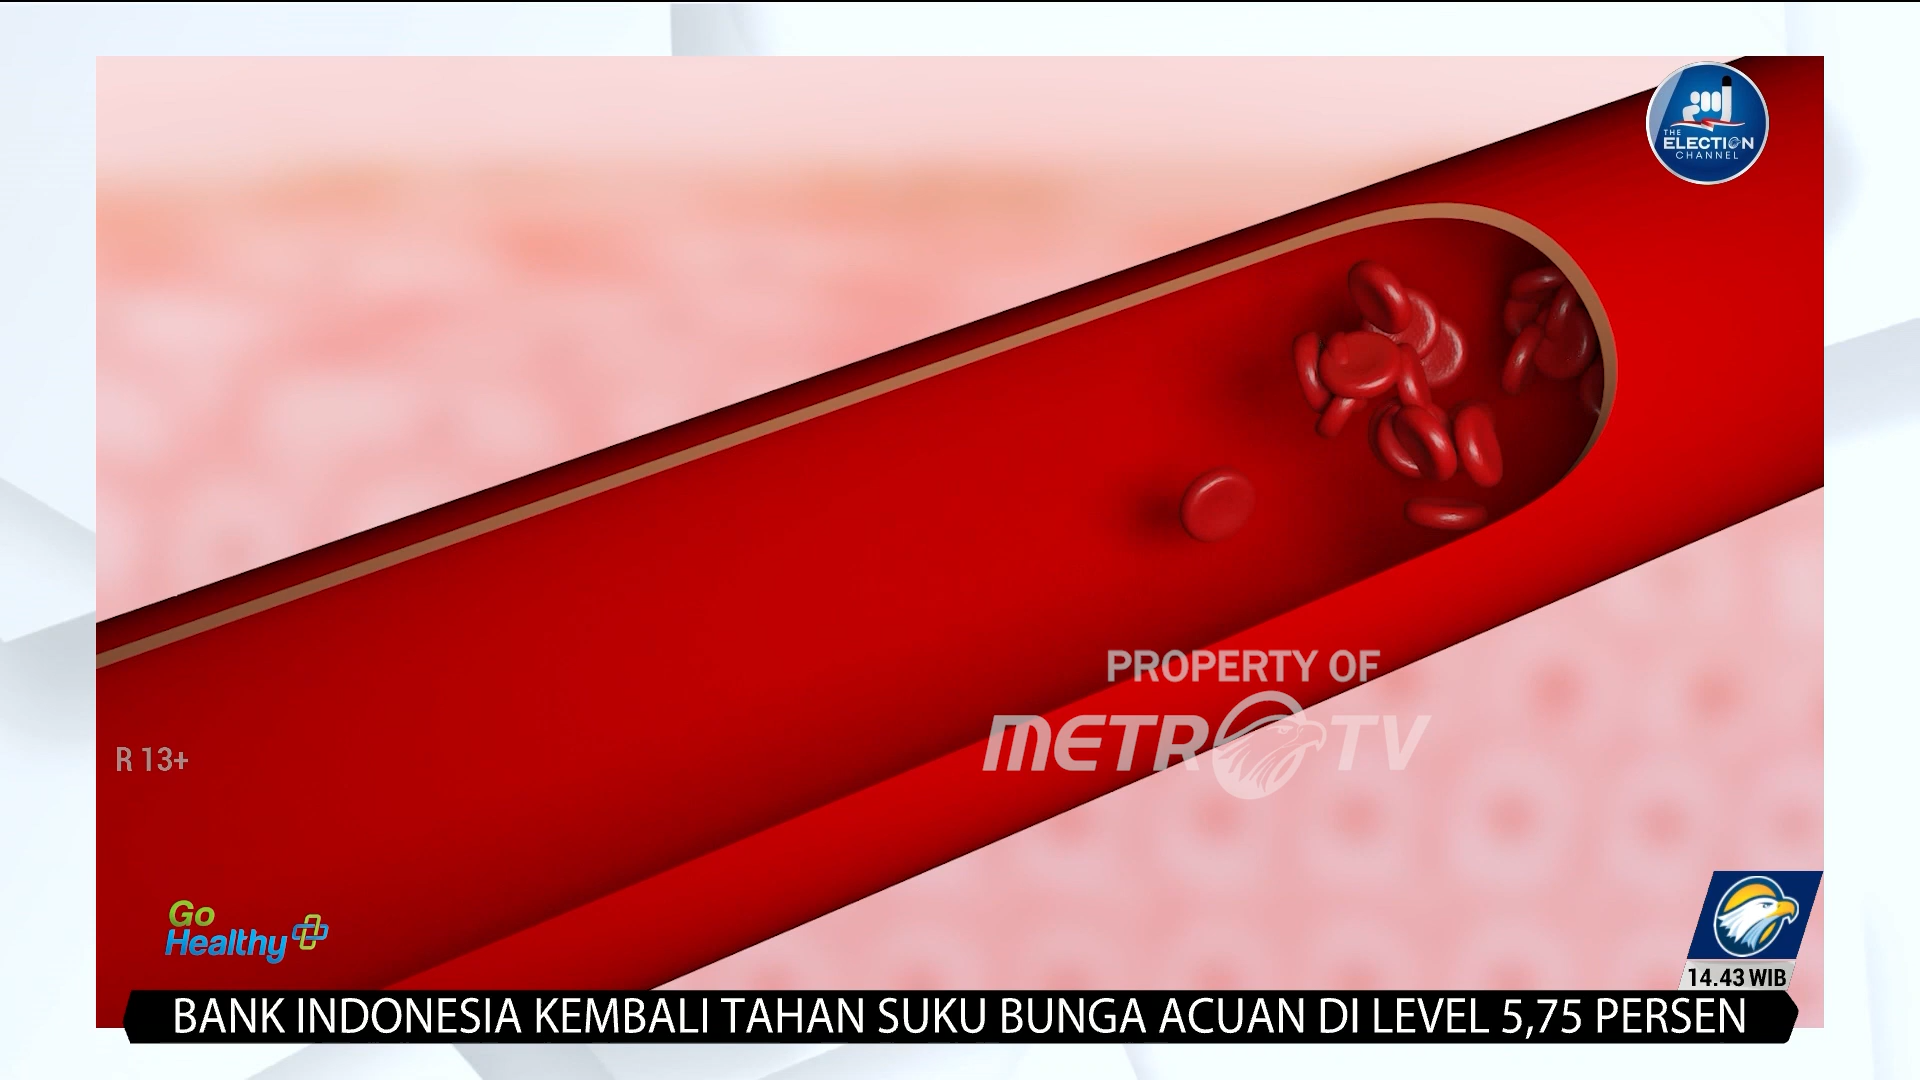 THE
ELECTION
CHANNEL
PROPERTY OF
METRO TV
R 13+
Go
Healthy
14.43 WIB
BANK INDONESIA KEMBALI TAHAN SUKU BUNGA ACUAN DI LEVEL 5,75 PERSEN